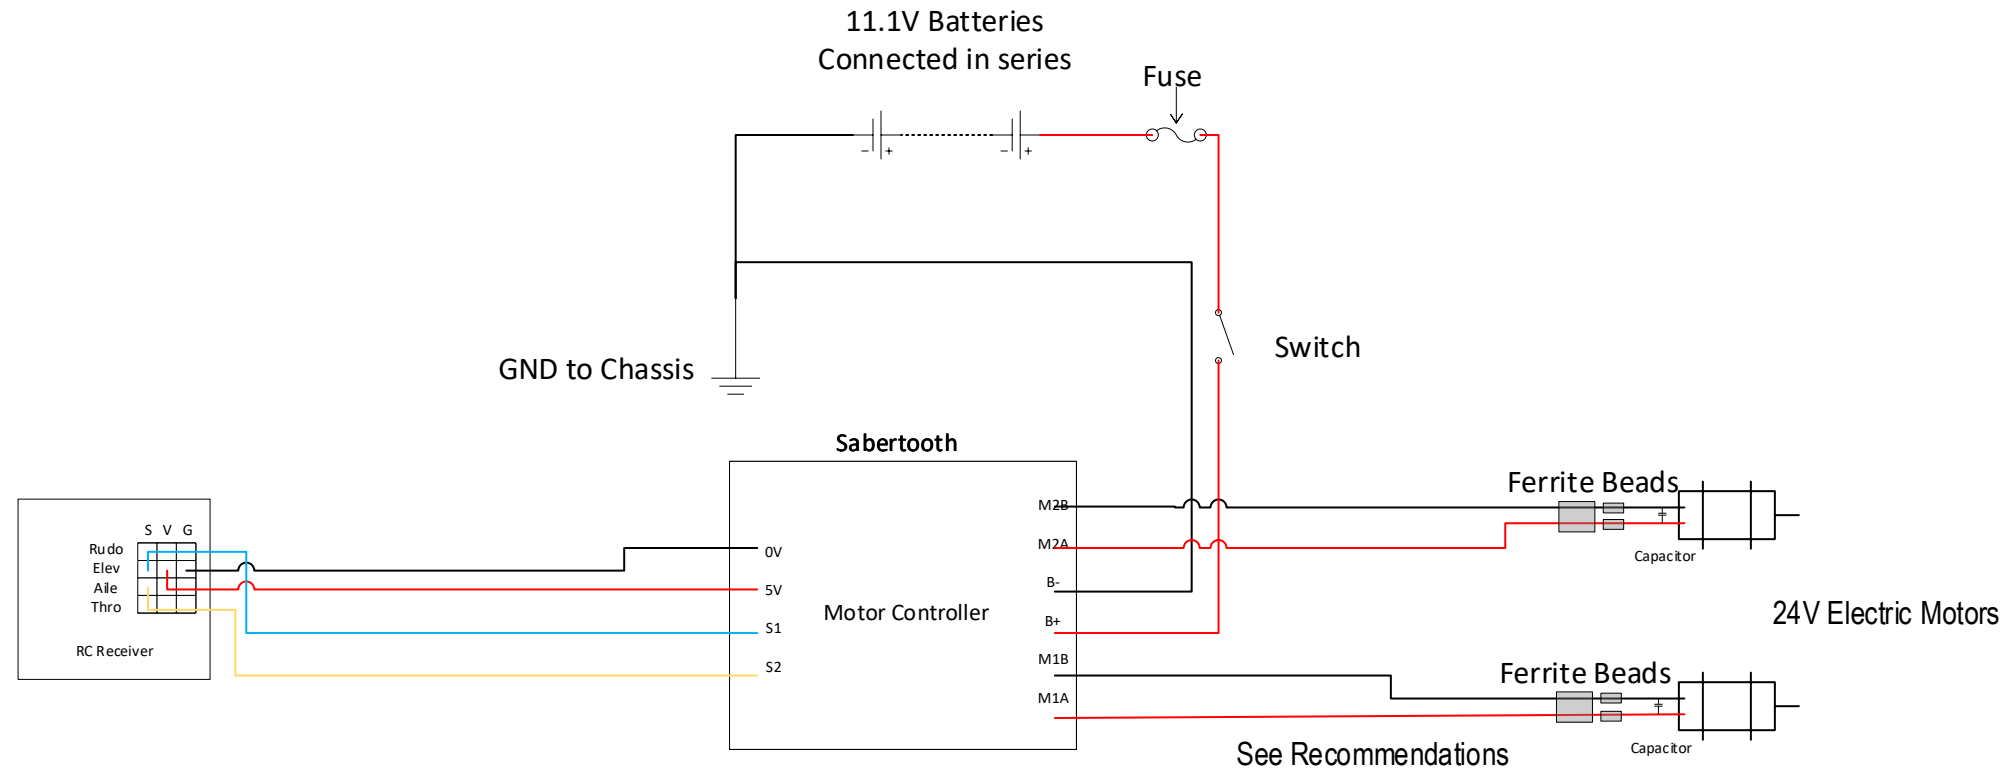 11.1V Batteries
Connected in series
Fuse
- + - +
Switch
GND to Chassis
Sabertooth
Ferrite Beads
M2B
S V G
Rudo
0V
M2A
Capacitor
Elev
B-
Aile
5V
Motor Controller
24V Electric Motors
Thro
B+
S1
RC Receiver
M1B
S2
Ferrite Beads
M1A
See Recommendations
Capacitor